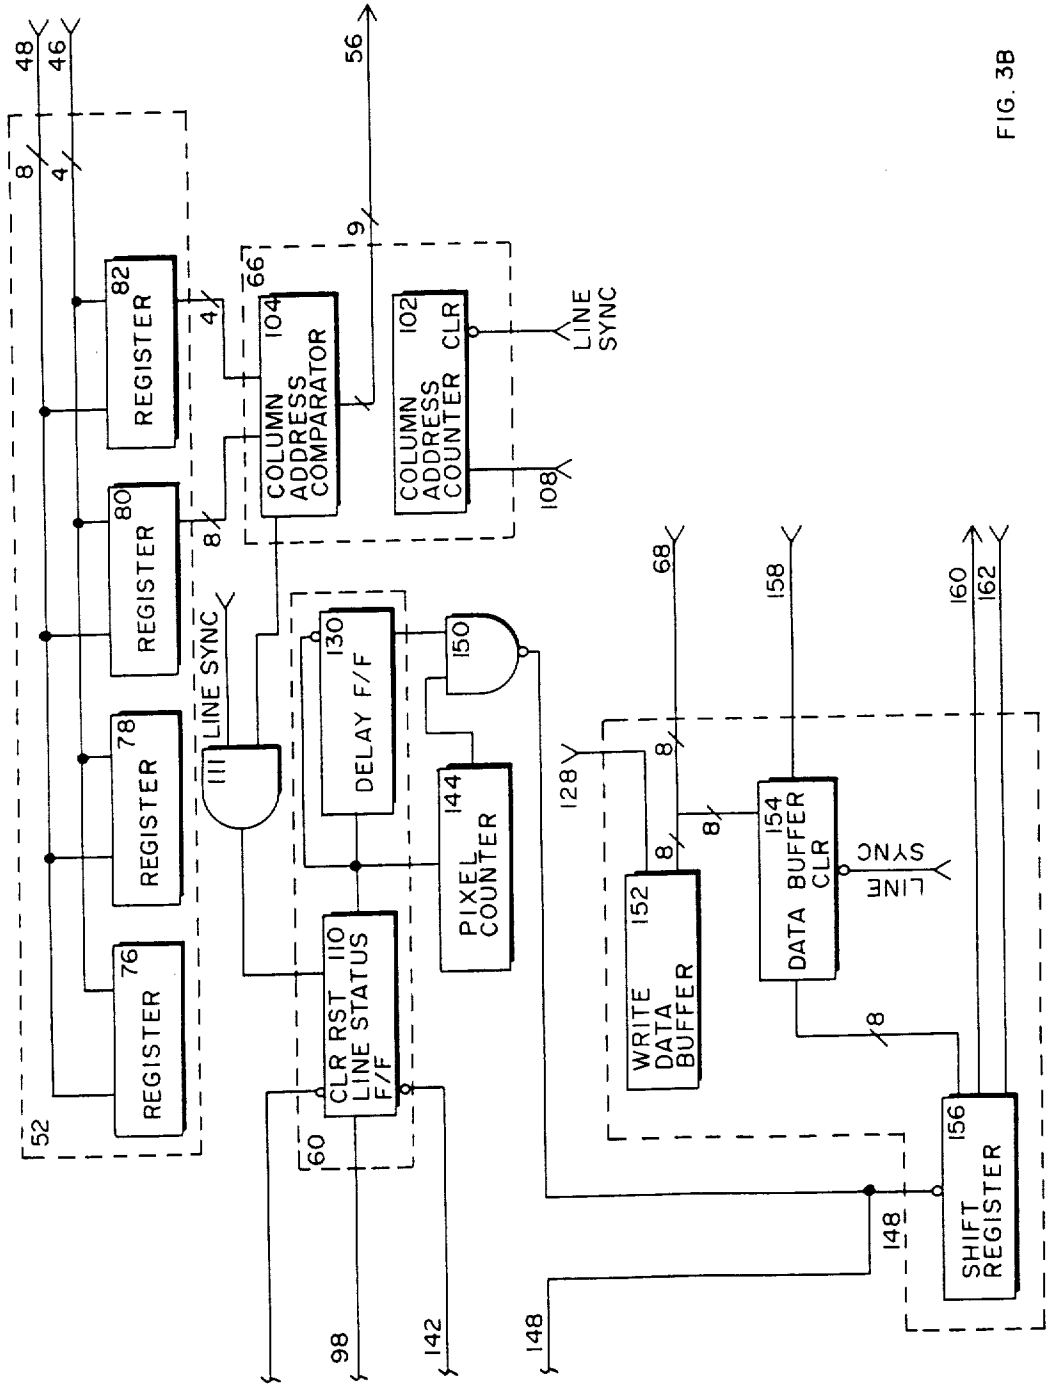 48
46
8
4
52
76
REGISTER
78
REGISTER
80
REGISTER
82
REGISTER
8
4
56
9
66
104
COLUMN
ADDRESS
COMPARATOR
102
COLUMN
ADDRESS
COUNTER CLR
108
LINE
SYNC
LINE SYNC
111
60
CLR RST 110
LINE STATUS
F/F
130
DELAY F/F
144
PIXEL
COUNTER
150
98
142
148
128
68
8
8
8
152
WRITE
DATA
BUFFER
154
DATA BUFFER
CLR
LINE
SYNC
158
8
148
156
SHIFT
REGISTER
160
162
FIG. 3B